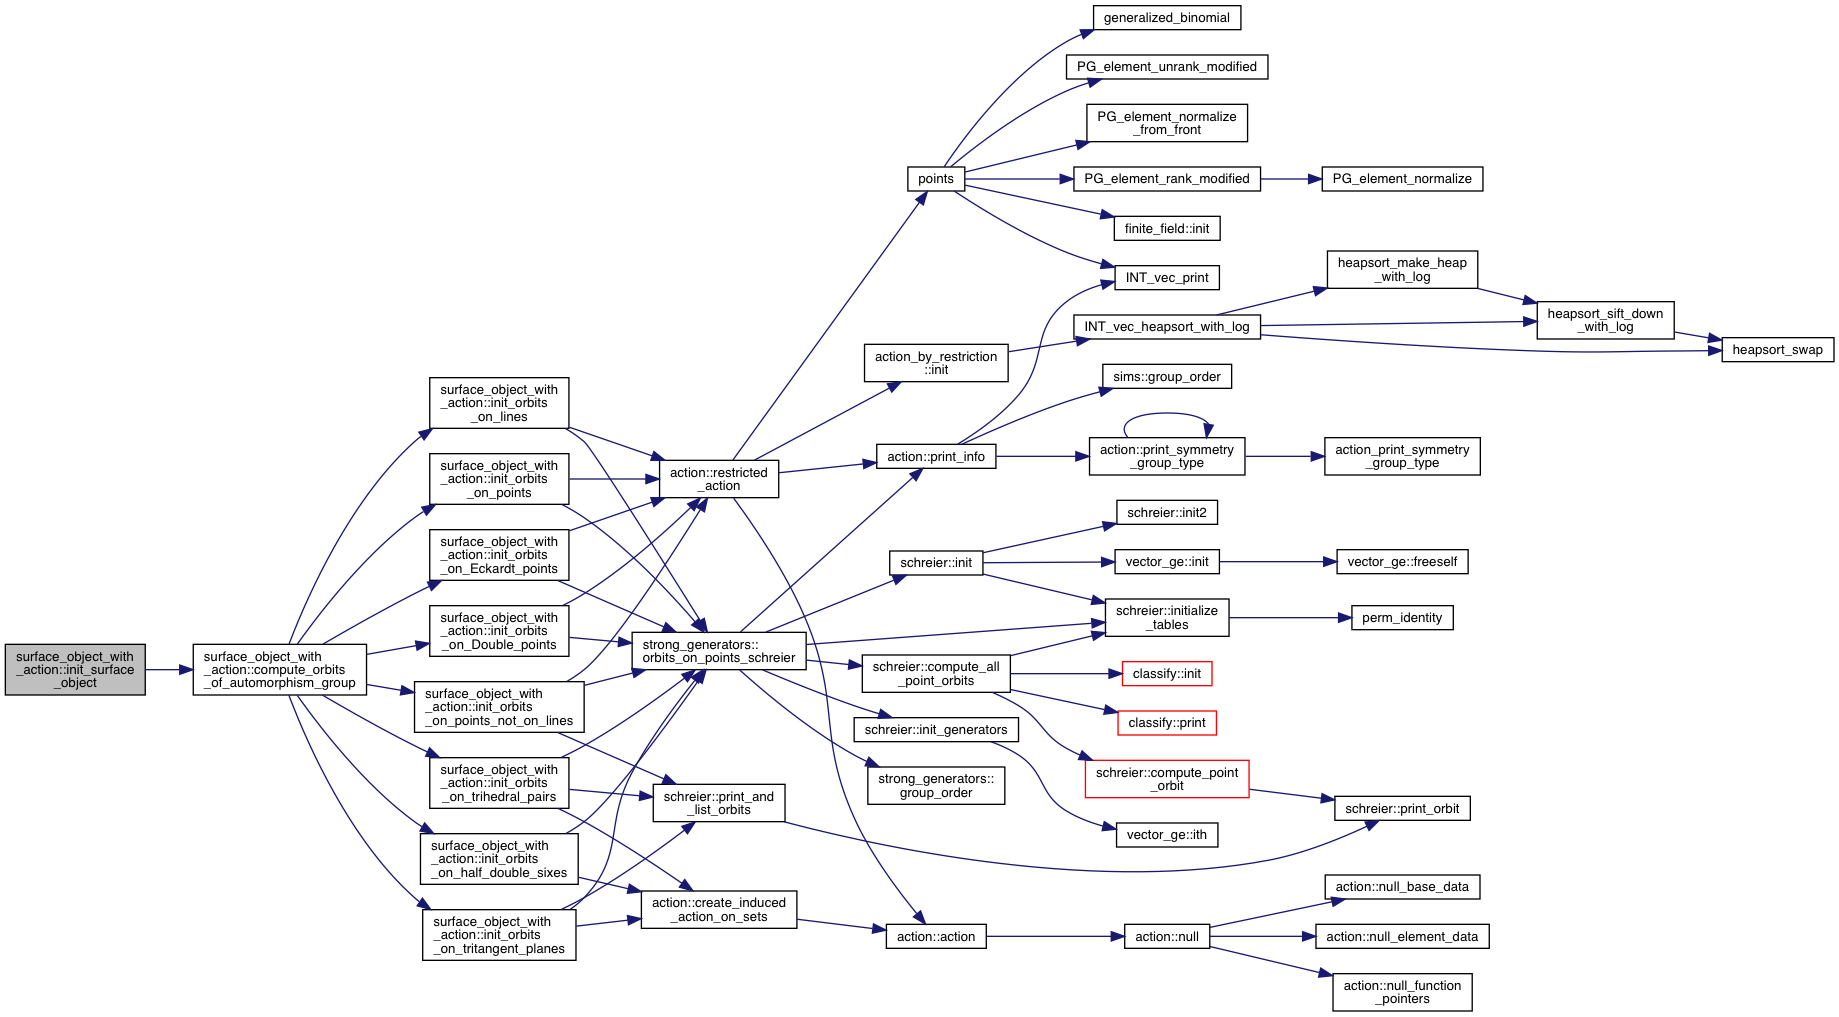 surface_object_with
_action::init_surface
_object
surface_object_with
_action::compute_orbits
_of_automorphism_group
surface_object_with
_action::init_orbits
_on_lines
surface_object_with
_action::init_orbits
_on_points
surface_object_with
_action::init_orbits
_on_Eckardt_points
surface_object_with
_action::init_orbits
_on_Double_points
surface_object_with
_action::init_orbits
_on_points_not_on_lines
surface_object_with
_action::init_orbits
_on_trihedral_pairs
surface_object_with
_action::init_orbits
_on_half_double_sixes
surface_object_with
_action::init_orbits
_on_tritangent_planes
action::restricted
_action
strong_generators::
orbits_on_points_schreier
schreier::print_and
_list_orbits
action::create_induced
_action_on_sets
points
action_by_restriction
::init
action::print_info
schreier::init
schreier::compute_all
_point_orbits
schreier::init_generators
strong_generators::
group_order
action::action
generalized_binomial
PG_element_unrank_modified
PG_element_normalize
_from_front
PG_element_rank_modified
finite_field::init
INT_vec_print
INT_vec_heapsort_with_log
sims::group_order
action::print_symmetry
_group_type
schreier::init2
vector_ge::init
schreier::initialize
_tables
classify::init
classify::print
schreier::compute_point
_orbit
vector_ge::ith
action::null
PG_element_normalize
heapsort_make_heap
_with_log
heapsort_sift_down
_with_log
heapsort_swap
action_print_symmetry
_group_type
vector_ge::freeself
perm_identity
schreier::print_orbit
action::null_base_data
action::null_element_data
action::null_function
_pointers